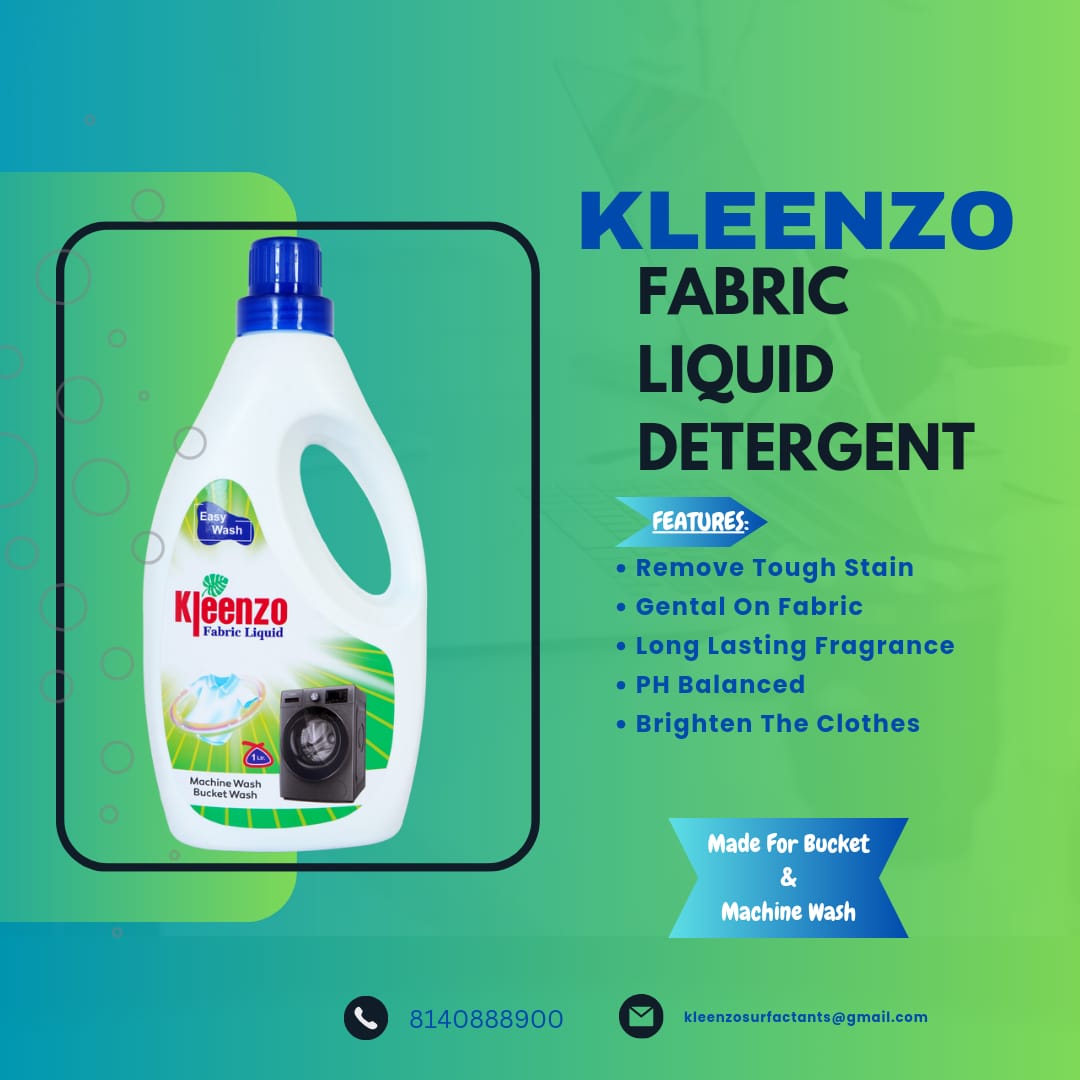 KLEENZO
FABRIC
LIQUID
DETERGENT
FEATURES:
• Remove Tough Stain
• Gental On Fabric
• Long Lasting Fragrance
• PH Balanced
• Brighten The Clothes
Made For Bucket
&
Machine Wash
Easy
Wash
Kleenzo
Fabric Liquid
1 Ltr.
Machine Wash
Bucket Wash
8140888900
kleenzosurfactants@gmail.com